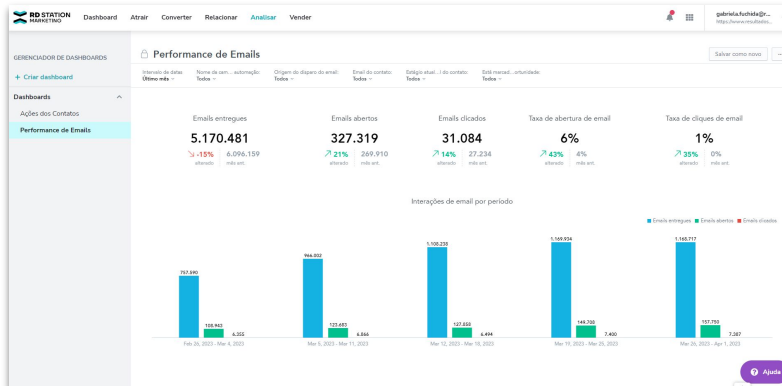 RD STATION
MARKETING
Dashboard Atrair Converter Relacionar Analisar Vender
gabriela.fuchida@r...
https://www.resultados...
GERENCIADOR DE DASHBOARDS
+ Criar dashboard
Dashboards
Ações dos Contatos
Performance de Emails
Performance de Emails
Salvar como novo
Intervalo de datas: Nome da cam... automação: Origem do disparo do email: Email do contato: Estágio atual...l do contato: Está marcad...ortunidade:
Último mês Todos Todos Todos Todos Todos
Emails entregues Emails abertos Emails clicados Taxa de abertura de email Taxa de cliques de email
5.170.481 327.319 31.084 6% 1%
-15% 6.096.159 21% 269.910 14% 27.234 43% 4% 35% 0%
alterado mês ant. alterado mês ant. alterado mês ant. alterado mês ant. alterado mês ant.
Interações de email por período
Emails entregues Emails abertos Emails clicados
757.590 108.943 6.355
966.002 123.683 6.066
1.108.238 127.858 6.494
1.169.934 149.708 7.400
1.168.717 157.750 7.387
Feb 26, 2023 - Mar 4, 2023 Mar 5, 2023 - Mar 11, 2023 Mar 12, 2023 - Mar 18, 2023 Mar 19, 2023 - Mar 25, 2023 Mar 26, 2023 - Apr 1, 2023
Ajuda